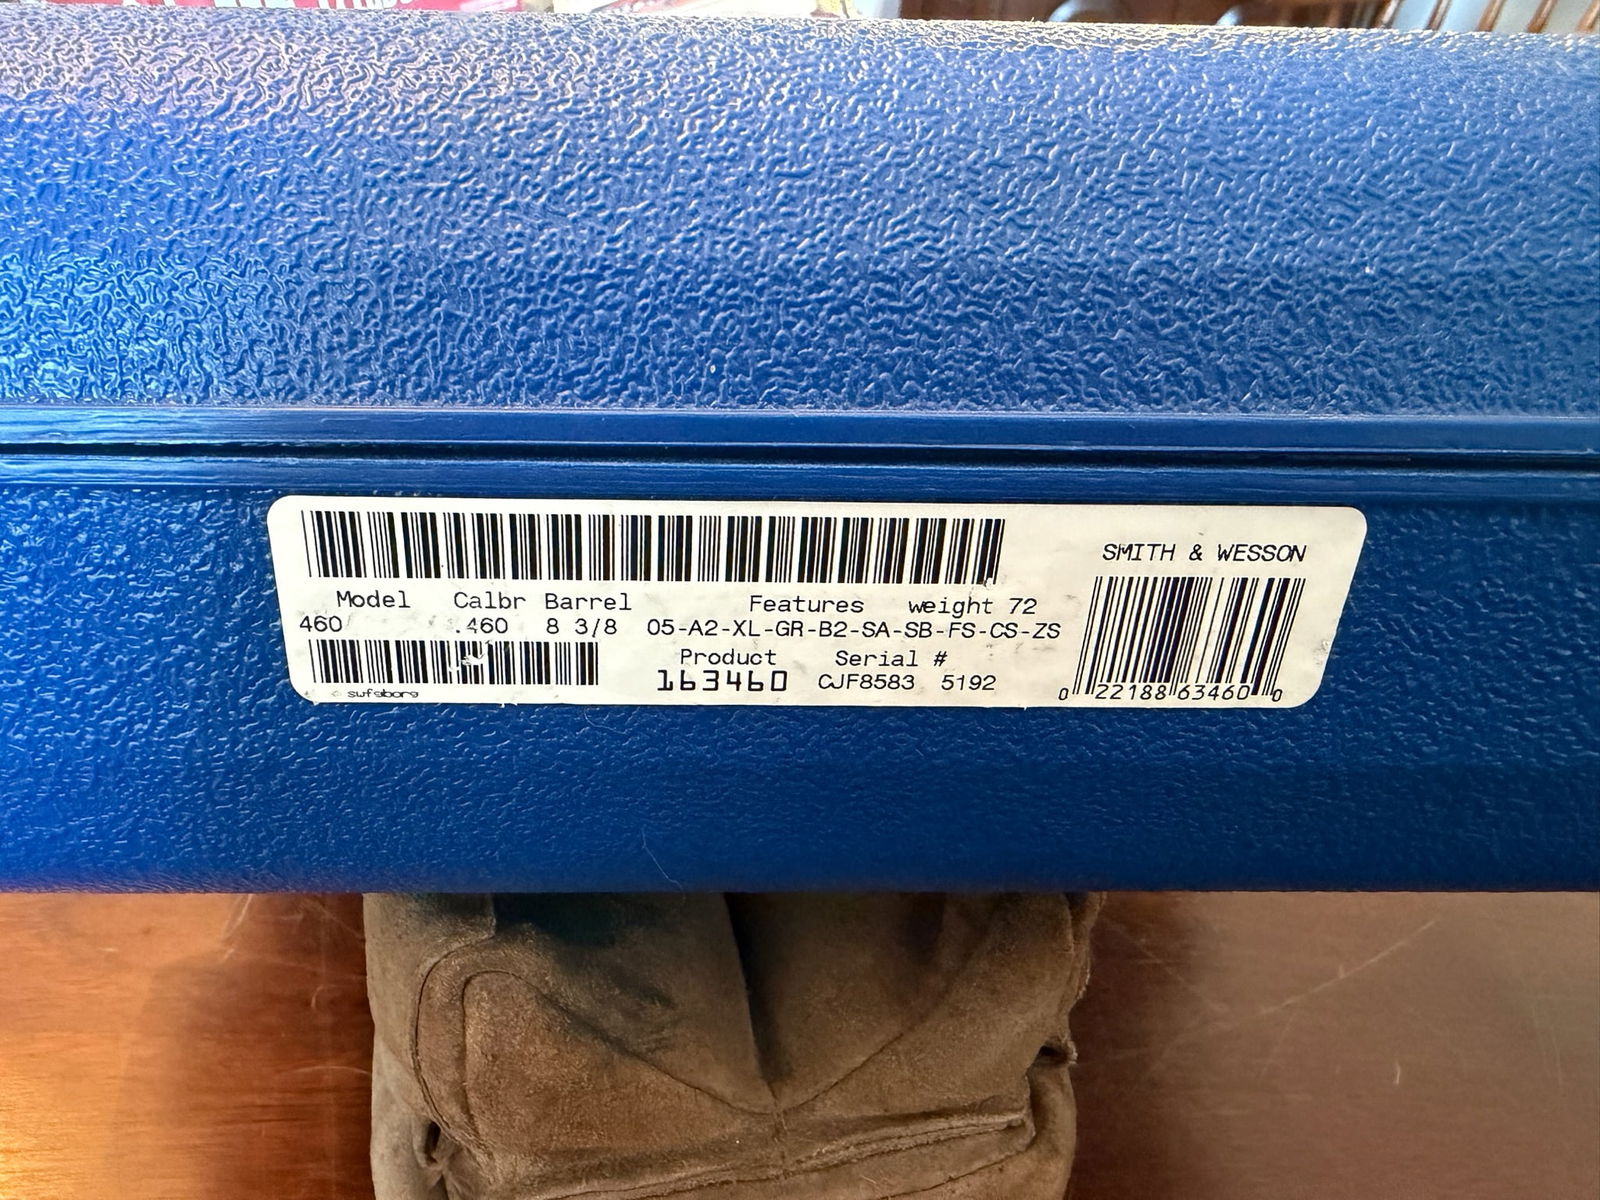 SMITH & WESSON
Model Calbr Barrel Features weight 72
460 .460 8 3/8 05-A2-XL-GR-B2-SA-SB-FS-CS-ZS
Product Serial #
163460 CJF8583 5192
swfsborg
0 22188 63460 0